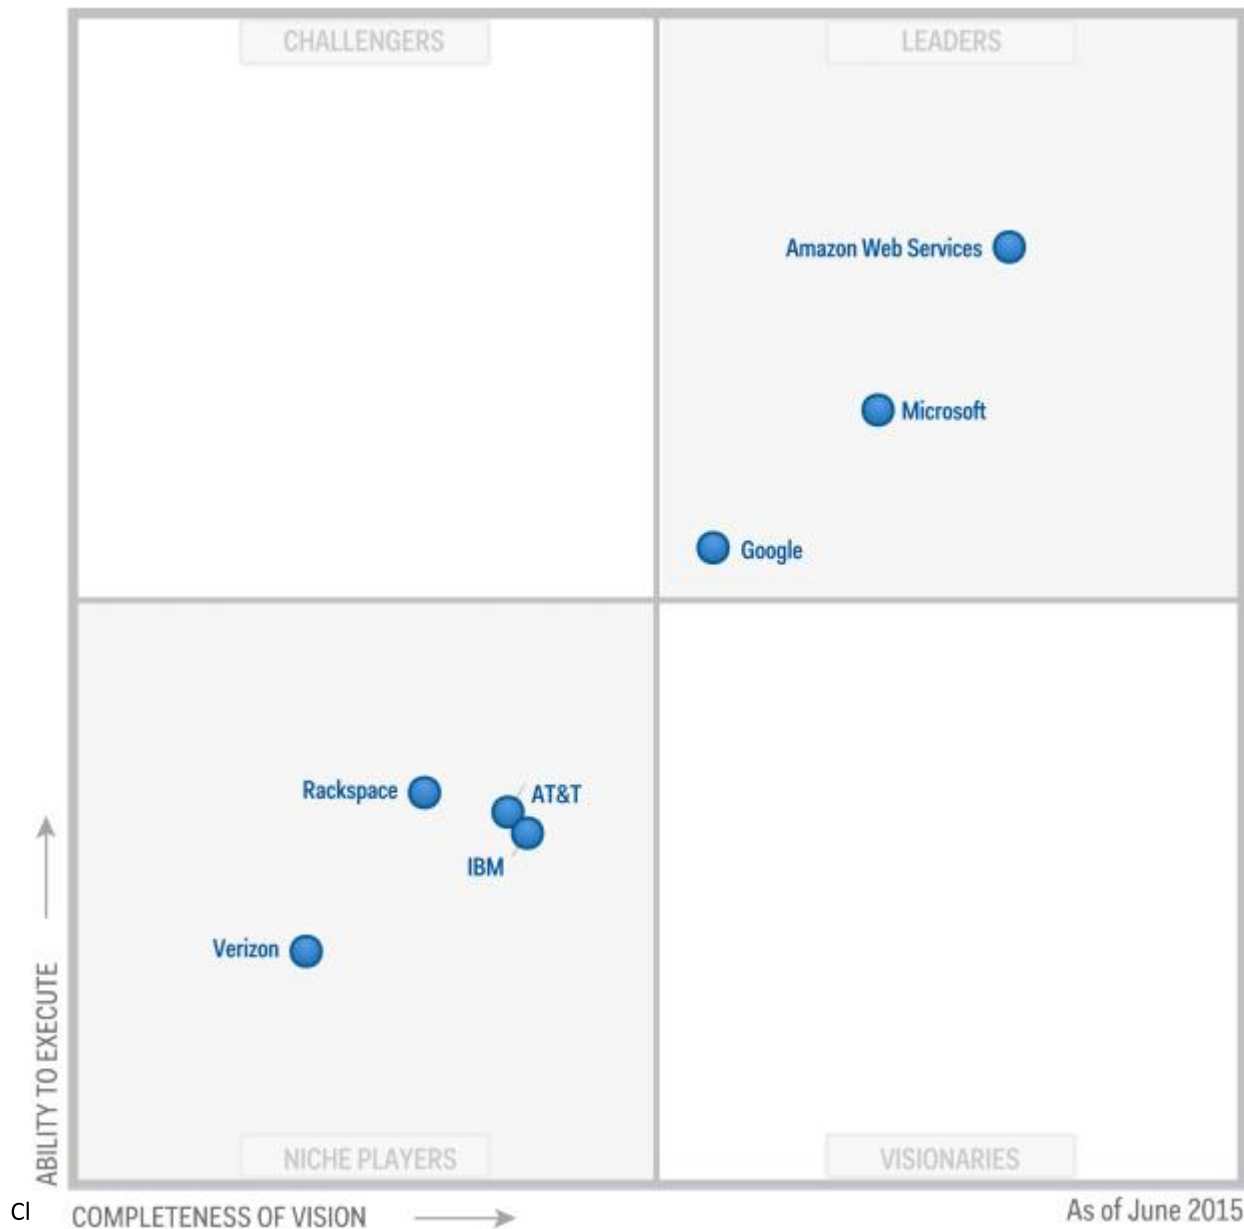 CHALLENGERS
LEADERS
Amazon Web Services
Microsoft
Google
Rackspace
AT&T
IBM
Verizon
ABILITY TO EXECUTE
NICHE PLAYERS
VISIONARIES
Cl
COMPLETENESS OF VISION
As of June 2015